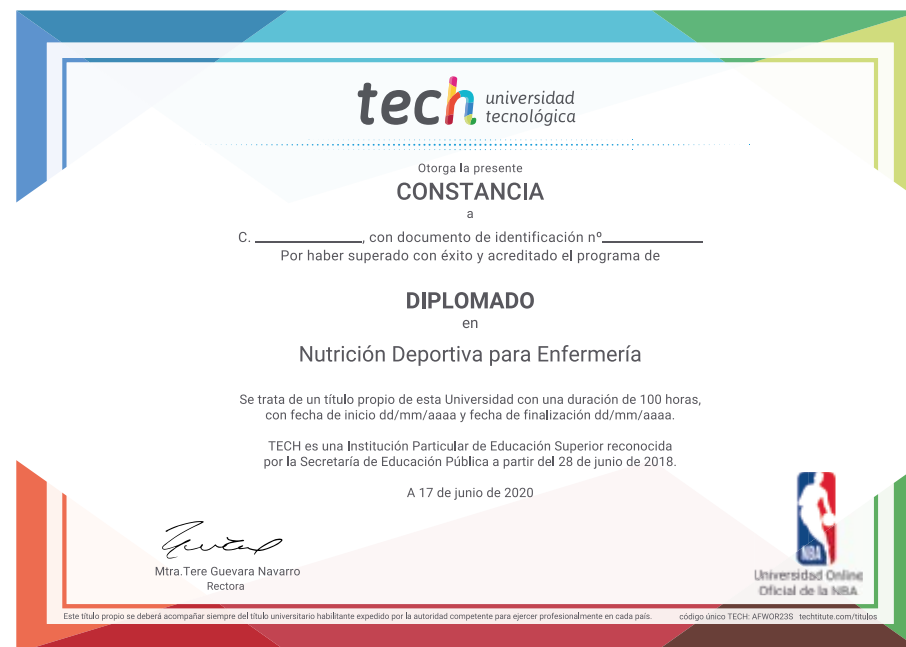 tech universidad
tecnológica
Otorga la presente
CONSTANCIA
a
C. ____________, con documento de identificación nº____________
Por haber superado con éxito y acreditado el programa de
DIPLOMADO
en
Nutrición Deportiva para Enfermería
Se trata de un título propio de esta Universidad con una duración de 100 horas,
con fecha de inicio dd/mm/aaaa y fecha de finalización dd/mm/aaaa.
TECH es una Institución Particular de Educación Superior reconocida
por la Secretaría de Educación Pública a partir del 28 de junio de 2018.
A 17 de junio de 2020
Mtra.Tere Guevara Navarro
Rectora
NBA
Universidad Online
Oficial de la NBA
Este título propio se deberá acompañar siempre del título universitario habilitante expedido por la autoridad competente para ejercer profesionalmente en cada país. código único TECH: AFWOR23S techtitute.com/titulos